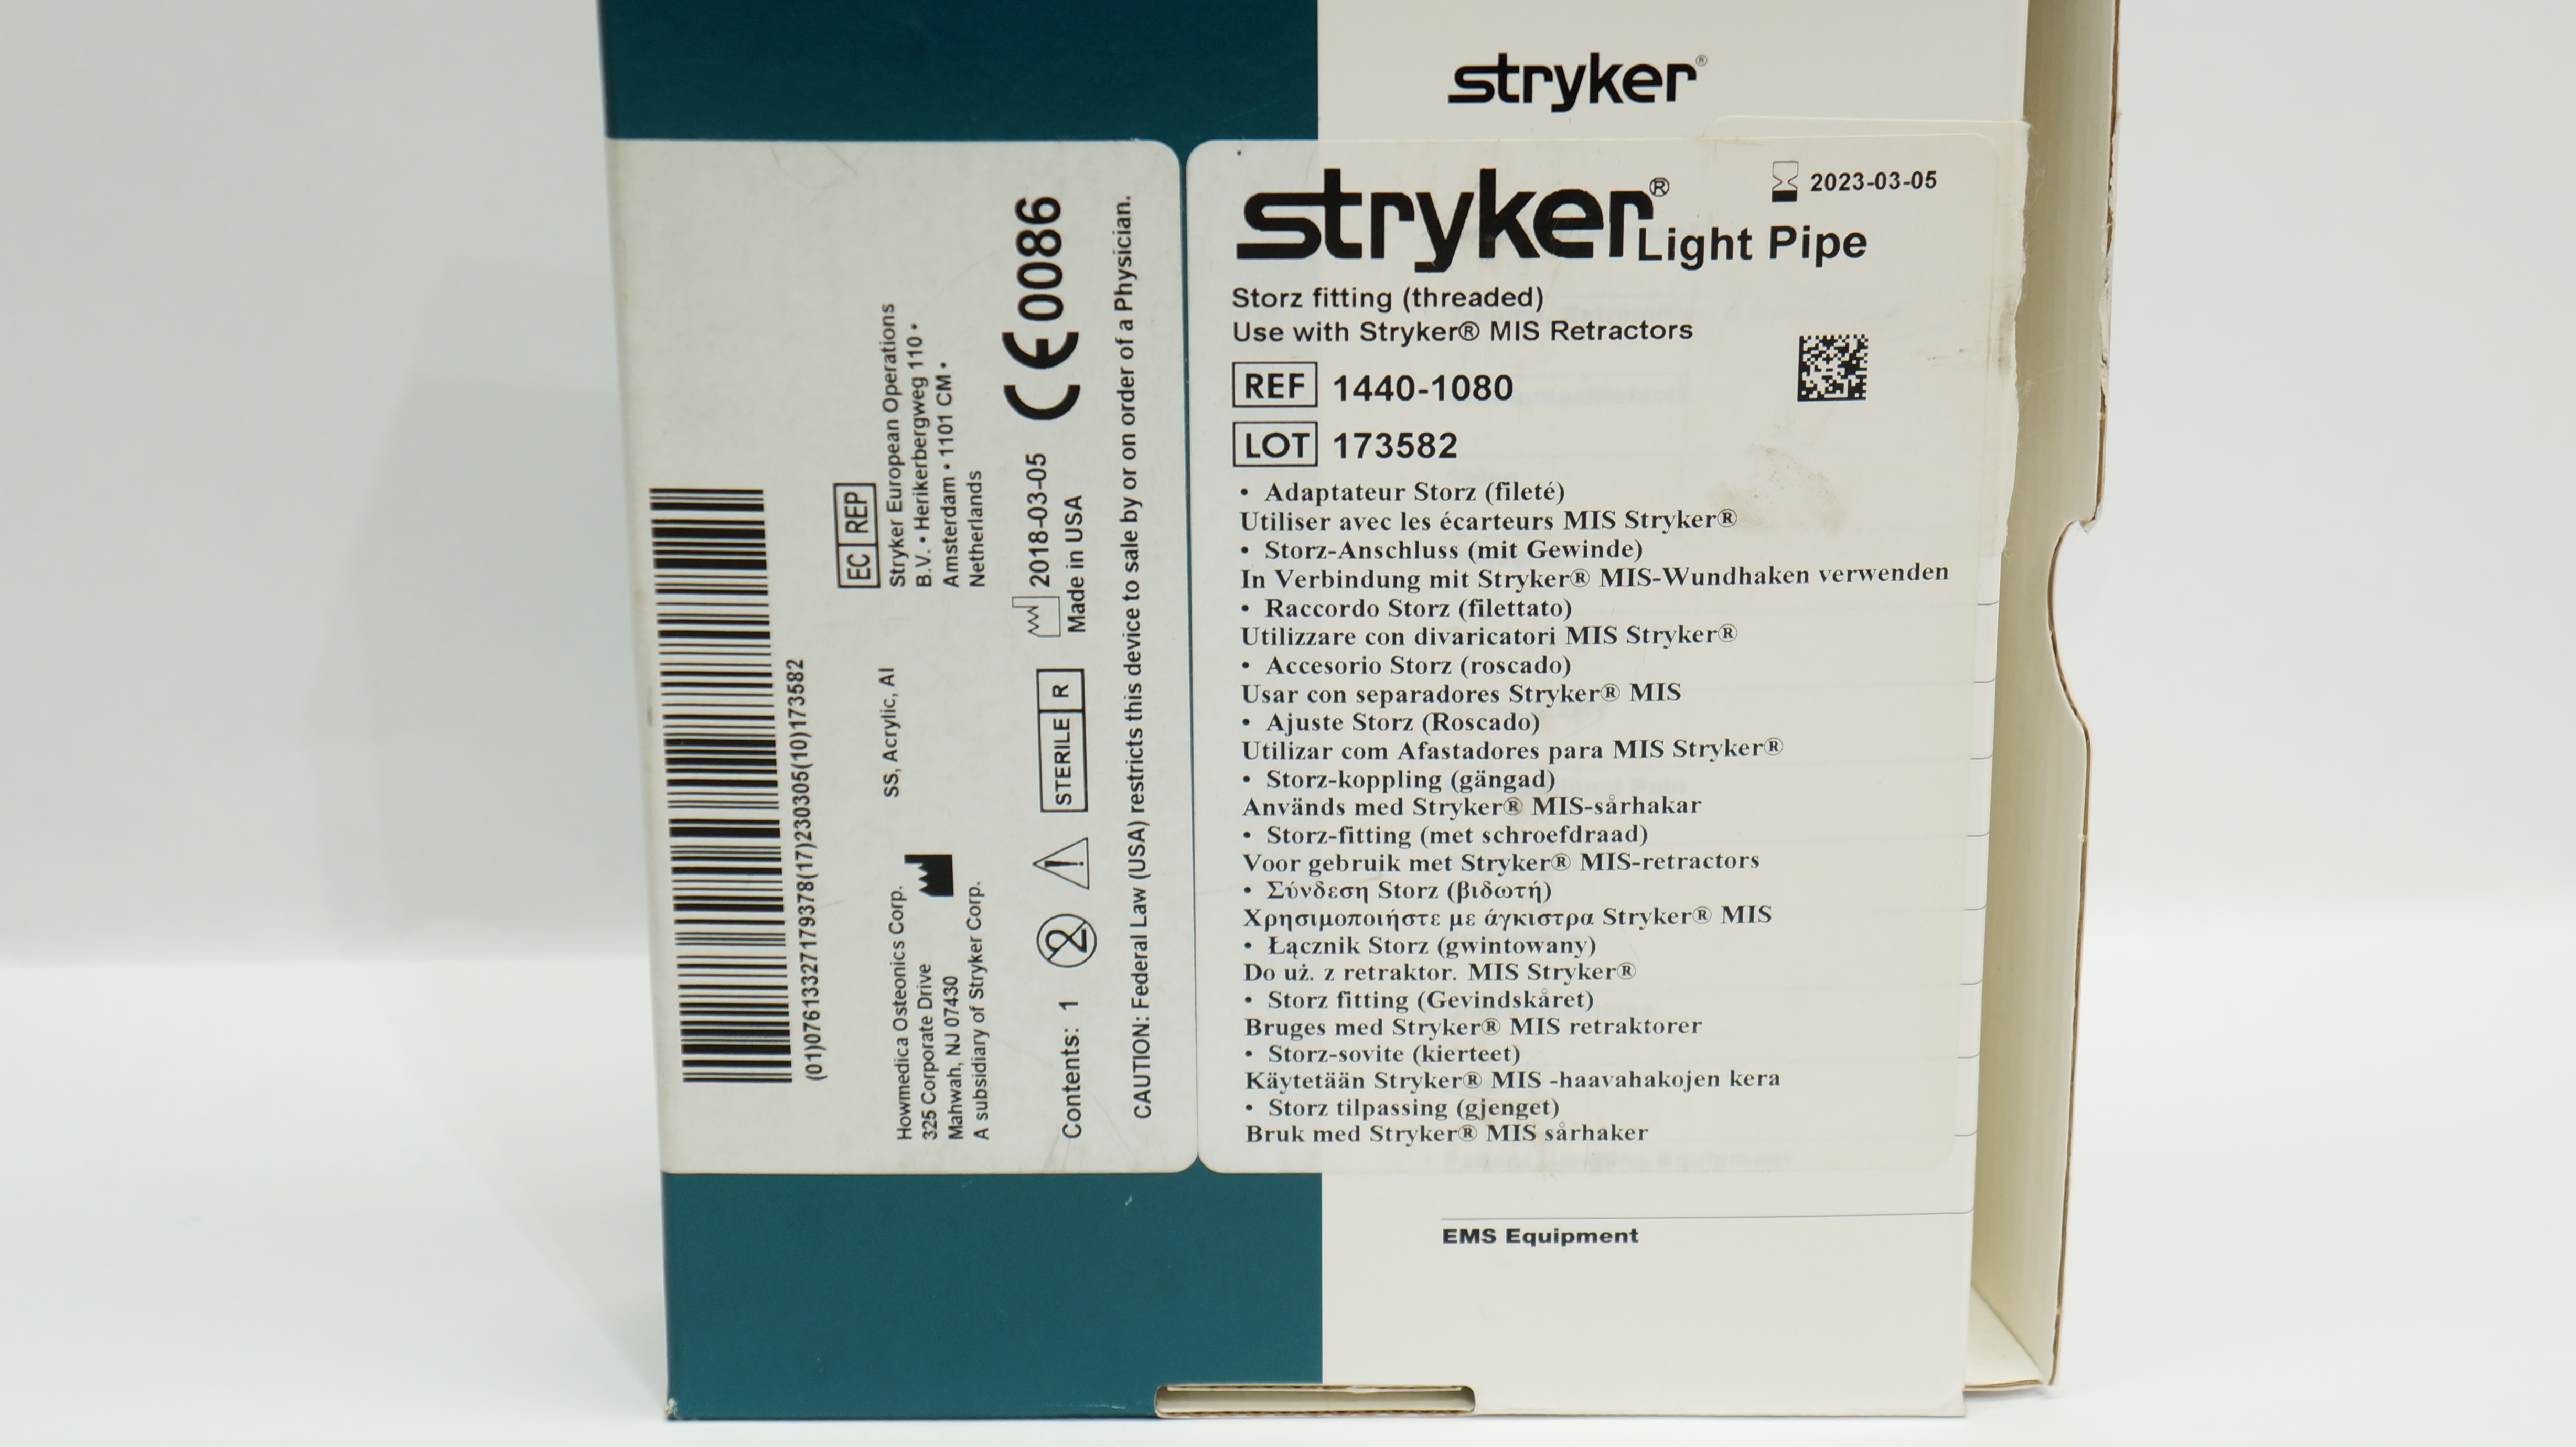 stryker®
stryker®
2023-03-05
Light Pipe
Storz fitting (threaded)
Use with Stryker® MIS Retractors
REF 1440-1080
LOT 173582
• Adaptateur Storz (fileté)
Utiliser avec les écarteurs MIS Stryker®
• Storz-Anschluss (mit Gewinde)
In Verbindung mit Stryker® MIS-Wundhaken verwenden
• Raccordo Storz (filettato)
Utilizzare con divaricatori MIS Stryker®
• Accesorio Storz (roscado)
Usar con separadores Stryker® MIS
• Ajuste Storz (Roscado)
Utilizar com Afastadores para MIS Stryker®
• Storz-koppling (gängad)
Används med Stryker® MIS-sårhakar
• Storz-fitting (met schroefdraad)
Voor gebruik met Stryker® MIS-retractors
• Σύνδεση Storz (βιδωτή)
Χρησιμοποιήστε με άγκιστρα Stryker® MIS
• Łącznik Storz (gwintowany)
Do uż. z retraktor. MIS Stryker®
• Storz fitting (Gevindskåret)
Bruges med Stryker® MIS retraktorer
• Storz-sovite (kierteet)
Käytetään Stryker® MIS -haavahakojen kera
• Storz tilpassing (gjenget)
Bruk med Stryker® MIS sårhaker
EMS Equipment
(01)07613327179378(17)230305(10)173582
EC REP
Stryker European Operations
B.V. • Herikerbergweg 110 •
Amsterdam • 1101 CM •
Netherlands
SS, Acrylic, Al
Howmedica Osteonics Corp.
325 Corporate Drive
Mahwah, NJ 07430
A subsidiary of Stryker Corp.
CE 0086
2018-03-05
Made in USA
STERILE R
2
Contents: 1
CAUTION: Federal Law (USA) restricts this device to sale by or on order of a Physician.